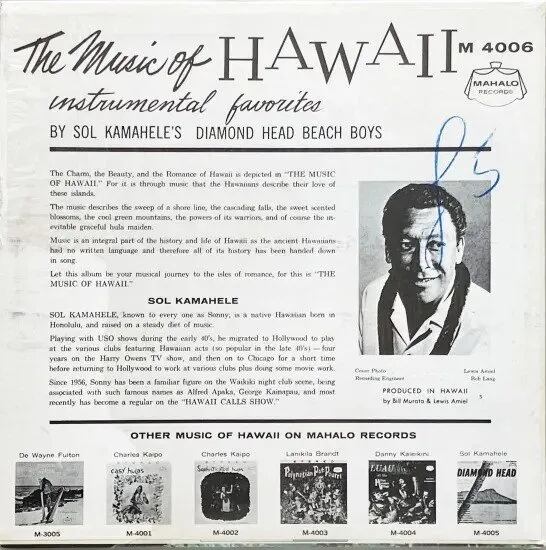 The Music of HAWAII M 4006
MAHALO
RECORDS
instrumental favorites
BY SOL KAMAHELE'S DIAMOND HEAD BEACH BOYS
The Charm, the Beauty, and the Romance of Hawaii is depicted in "THE MUSIC
OF HAWAII." For it is through music that the Hawaiians describe their love of
these islands.
The music describes the sweep of a shore line, the cascading falls, the sweet scented
blossoms, the cool green mountains, the powers of its warriors, and of course the in-
evitable graceful hula maiden.
Music is an integral part of the history and life of Hawaii as the ancient Hawaiians
had no written language and therefore all of its history has been handed down
in song.
Let this album be your musical journey to the isles of romance, for this is "THE
MUSIC OF HAWAII."
SOL KAMAHELE
SOL KAMAHELE, known to every one as Sonny, is a native Hawaiian born in
Honolulu, and raised on a steady diet of music.
Playing with USO shows during the early 40's, he migrated to Hollywood to play
at the various clubs featuring Hawaiian acts (so popular in the late 40's) — four
years on the Harry Owens TV show, and then on to Chicago for a short time
before returning to Hollywood to work at various clubs plus doing some movie work.
Since 1956, Sonny has been a familiar figure on the Waikiki night club scene, being
associated with such famous names as Alfred Apaka, George Kainapau, and most
recently has become a regular on the "HAWAII CALLS SHOW."
Cover Photo Lewis Amiel
Recording Engineer Bob Lang
PRODUCED IN HAWAII
by Bill Murata & Lewis Amiel
S
OTHER MUSIC OF HAWAII ON MAHALO RECORDS
De Wayne Fulton Charles Kaipo Charles Kaipo Lanikila Brandt Danny Kaleikini Sol Kamahele
easy hulas Polynesian Pot Pourri LUAU DIAMOND HEAD
M-3005 M-4001 M-4002 M-4003 M-4004 M-4005